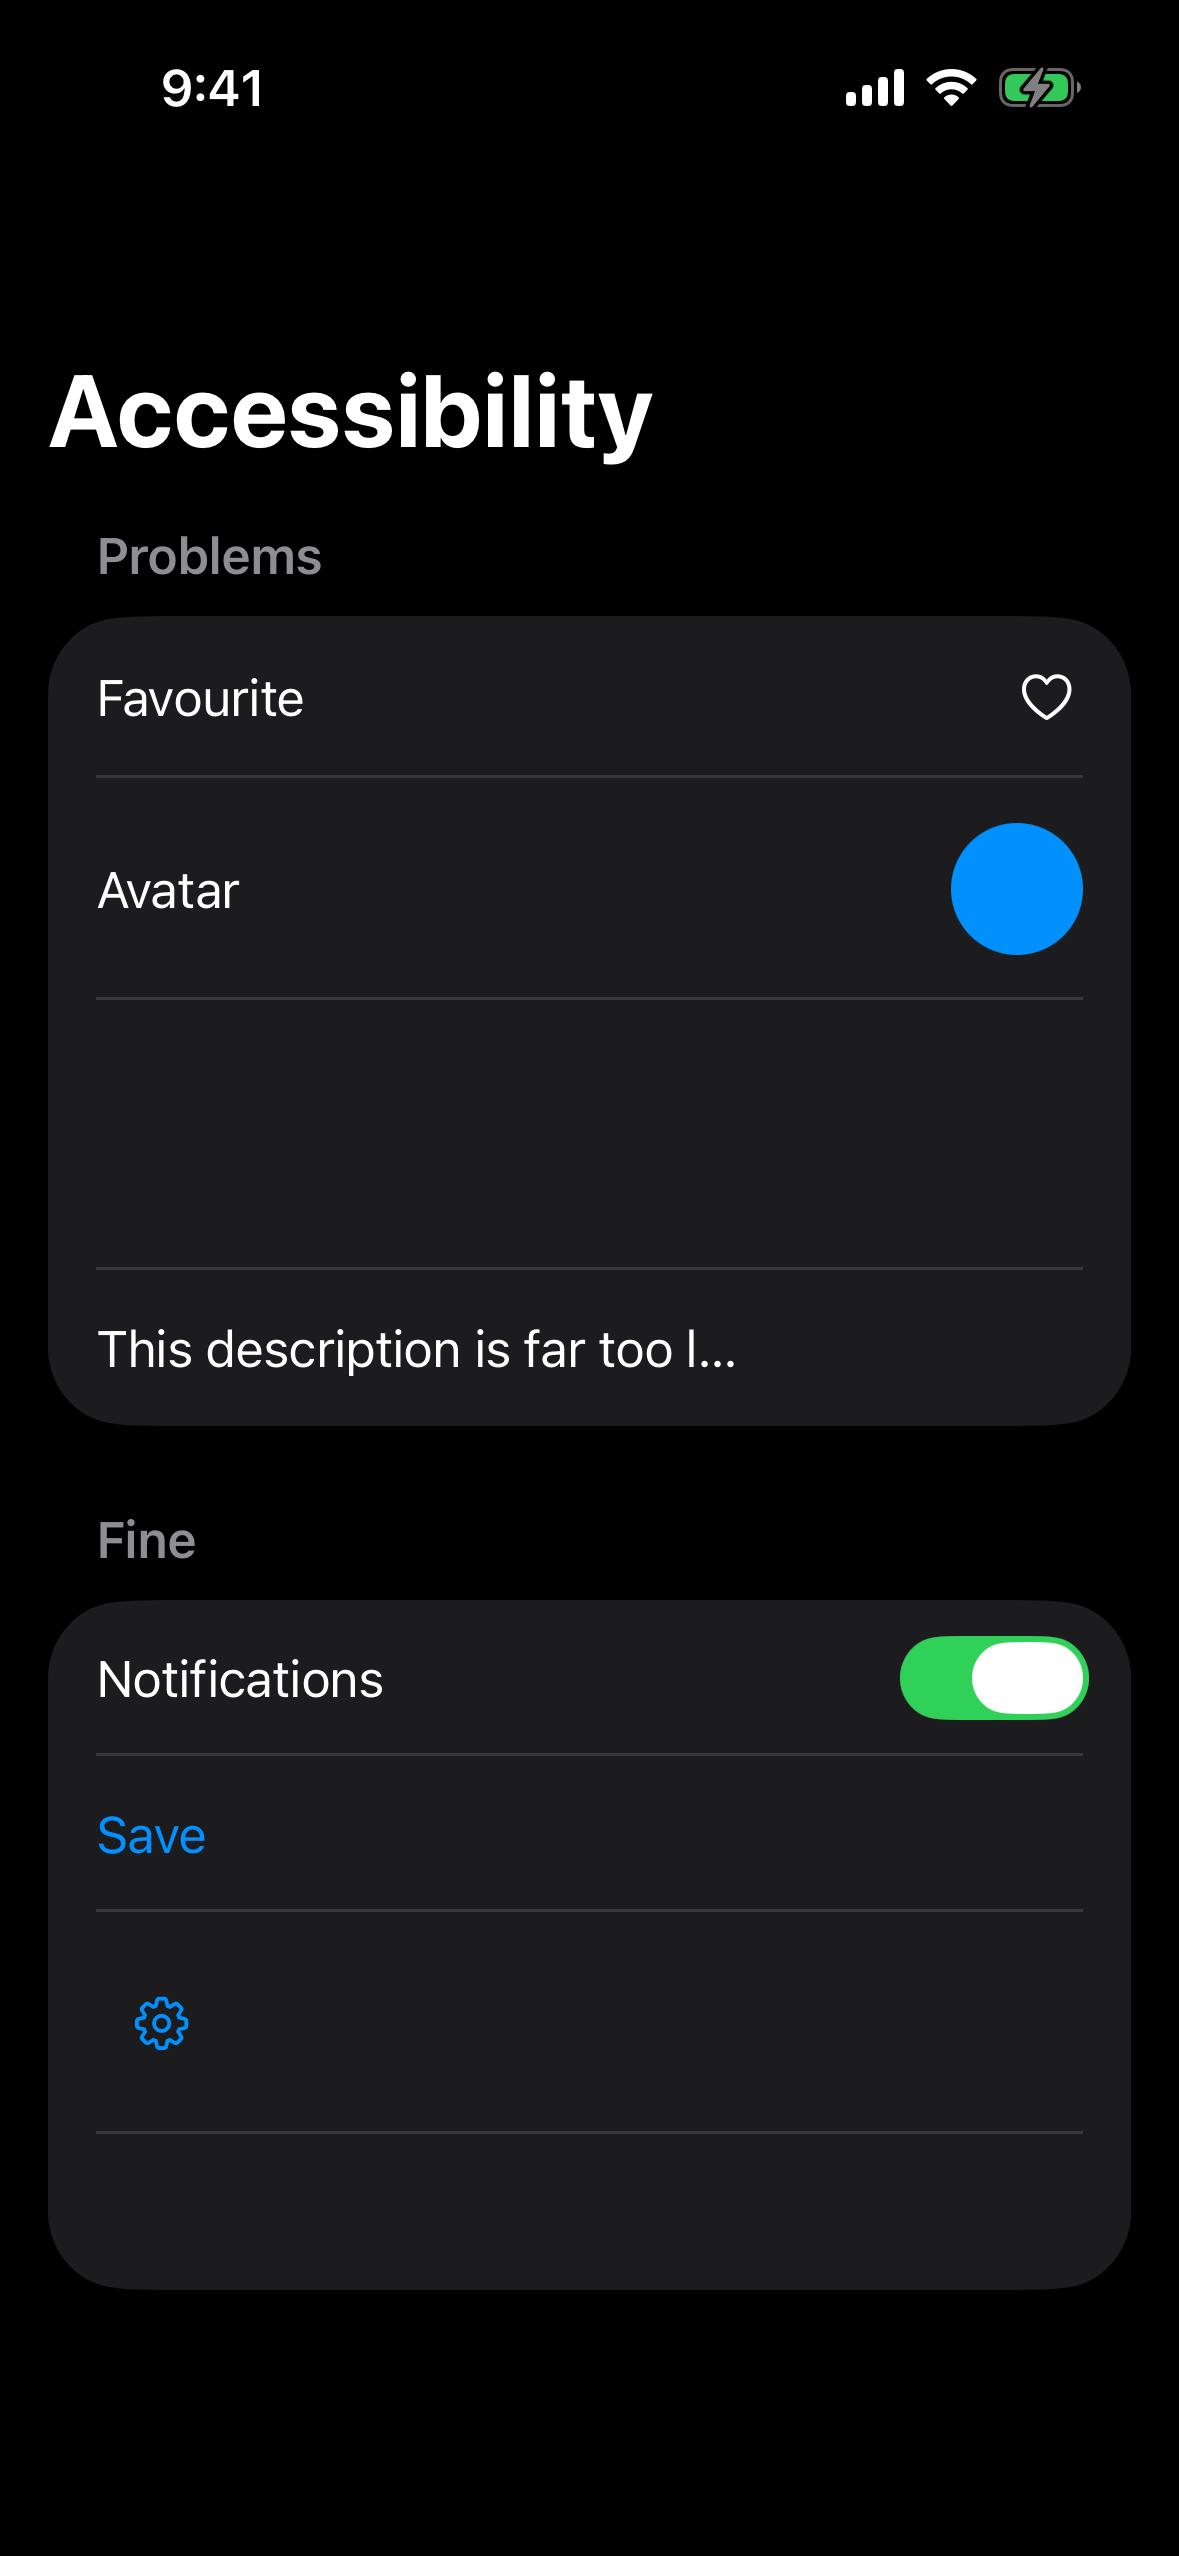 9:41
Accessibility
Problems
Favourite
Avatar
This description is far too l...
Fine
Notifications
Save